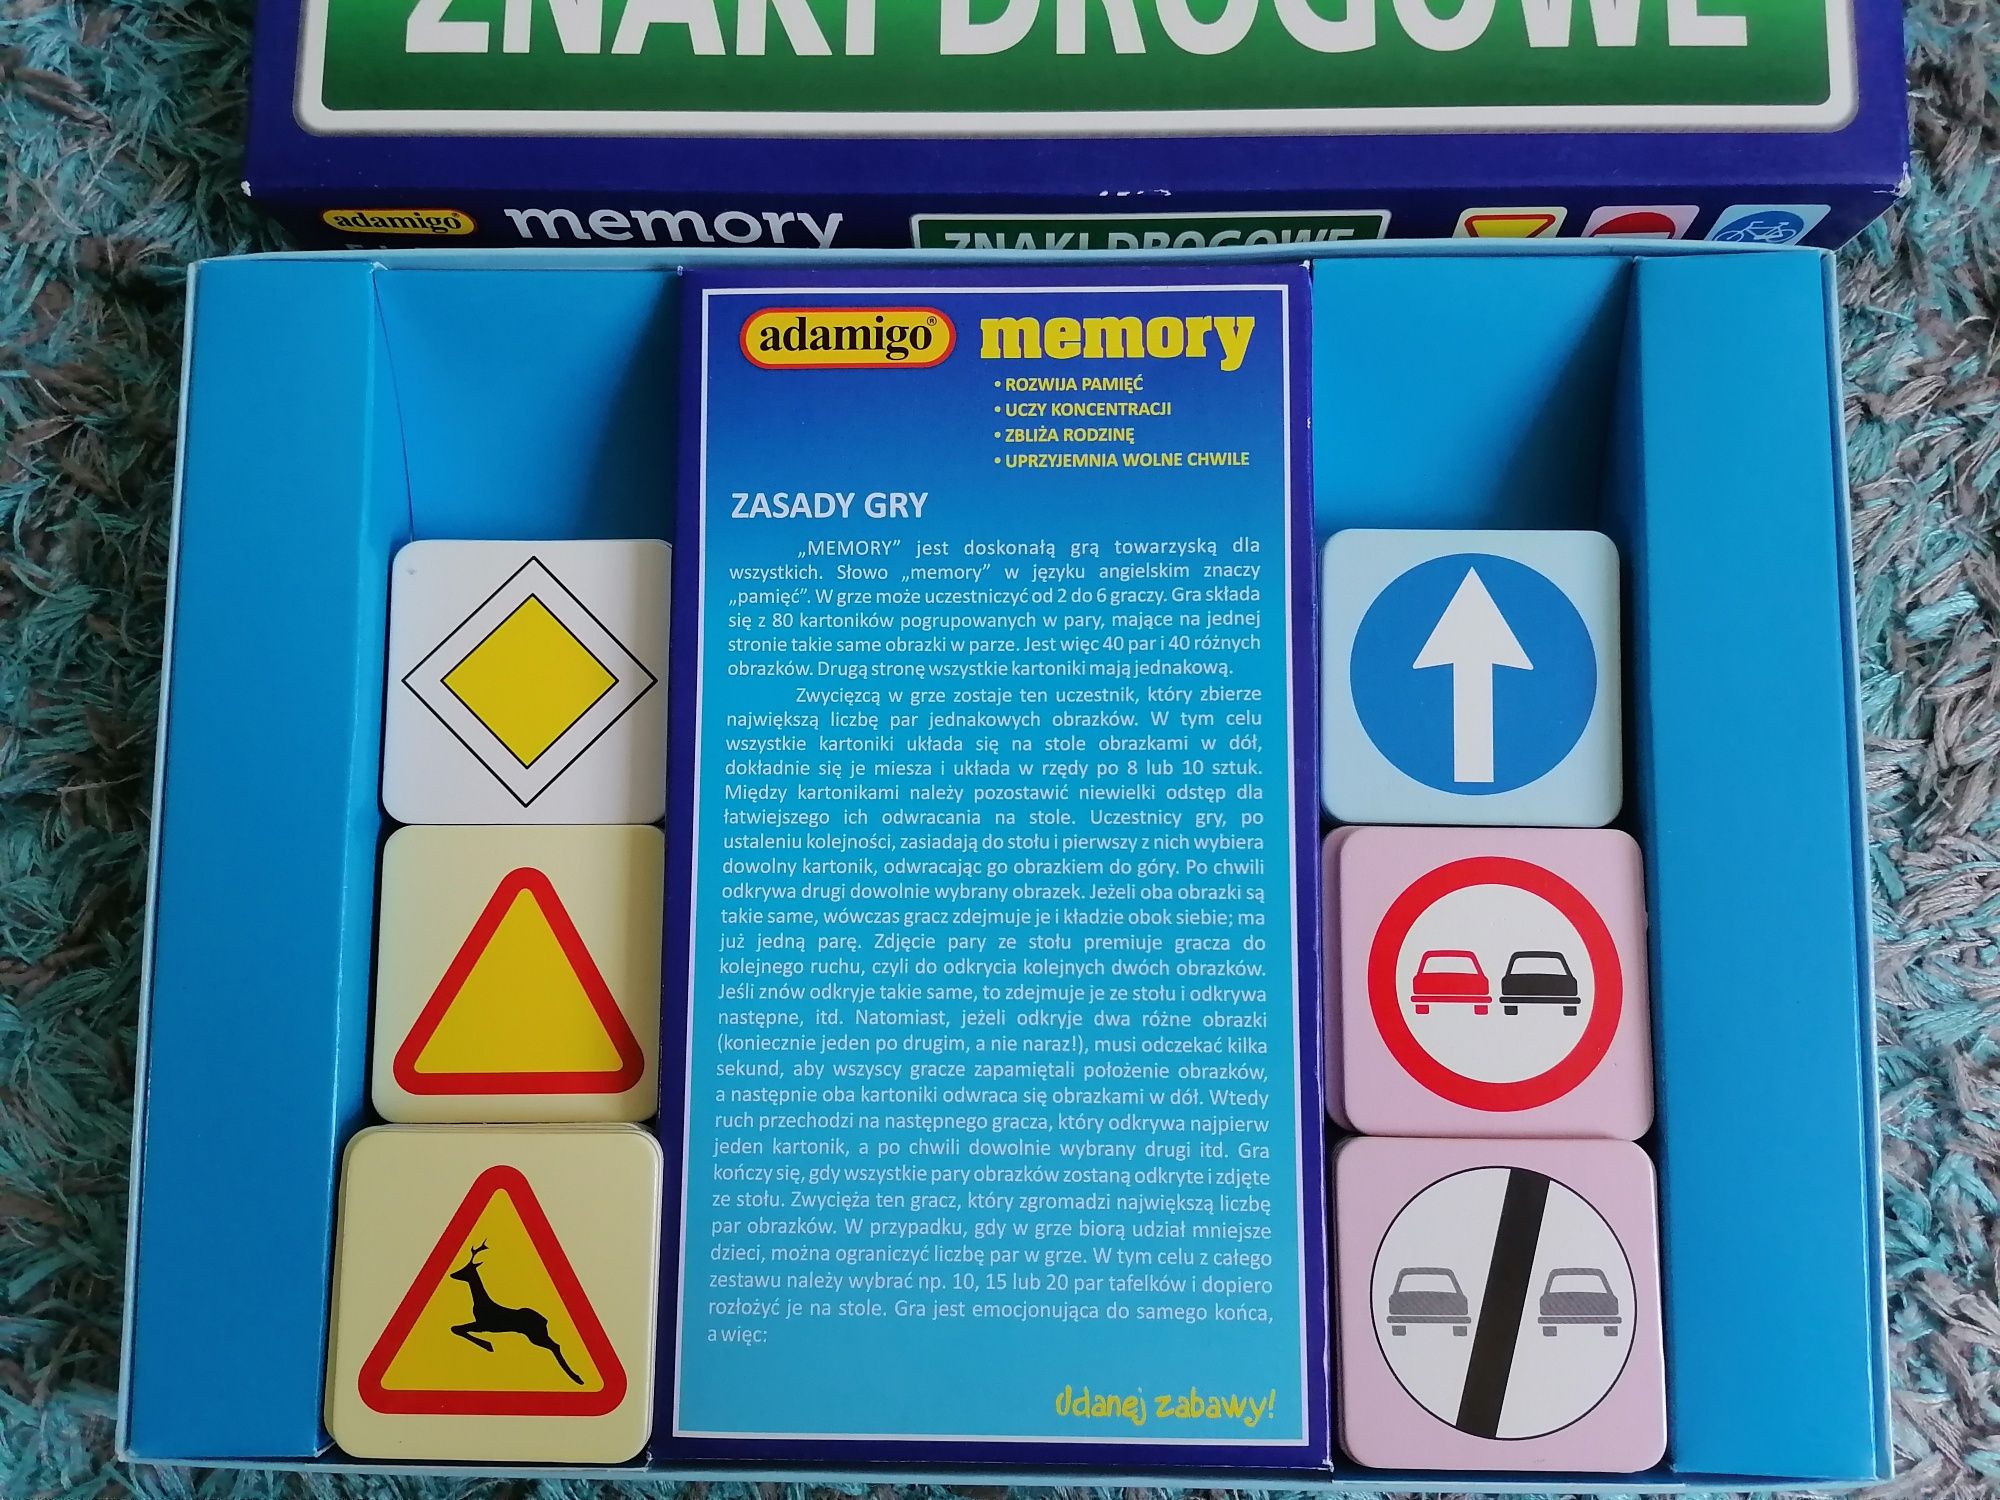 ZNAKI DROGOWE
adamigo®
memory
ZNAKI DROGOWE
adamigo®
memory
• ROZWIJA PAMIĘĆ
• UCZY KONCENTRACJI
• ZBLIŻA RODZINĘ
• UPRZYJEMNIA WOLNE CHWILE
ZASADY GRY
„MEMORY” jest doskonałą grą towarzyską dla
wszystkich. Słowo „memory” w języku angielskim znaczy
„pamięć”. W grze może uczestniczyć od 2 do 6 graczy. Gra składa
się z 80 kartoników pogrupowanych w pary, mające na jednej
stronie takie same obrazki w parze. Jest więc 40 par i 40 różnych
obrazków. Drugą stronę wszystkie kartoniki mają jednakową.
Zwycięzcą w grze zostaje ten uczestnik, który zbierze
największą liczbę par jednakowych obrazków. W tym celu
wszystkie kartoniki układa się na stole obrazkami w dół,
dokładnie się je miesza i układa w rzędy po 8 lub 10 sztuk.
Między kartonikami należy pozostawić niewielki odstęp dla
łatwiejszego ich odwracania na stole. Uczestnicy gry, po
ustaleniu kolejności, zasiadają do stołu i pierwszy z nich wybiera
dowolny kartonik, odwracając go obrazkiem do góry. Po chwili
odkrywa drugi dowolnie wybrany obrazek. Jeżeli oba obrazki są
takie same, wówczas gracz zdejmuje je i kładzie obok siebie; ma
już jedną parę. Zdjęcie pary ze stołu premiuje gracza do
kolejnego ruchu, czyli do odkrycia kolejnych dwóch obrazków.
Jeśli znów odkryje takie same, to zdejmuje je ze stołu i odkrywa
następne, itd. Natomiast, jeżeli odkryje dwa różne obrazki
(koniecznie jeden po drugim, a nie naraz!), musi odczekać kilka
sekund, aby wszyscy gracze zapamiętali położenie obrazków,
a następnie oba kartoniki odwraca się obrazkami w dół. Wtedy
ruch przechodzi na następnego gracza, który odkrywa najpierw
jeden kartonik, a po chwili dowolnie wybrany drugi itd. Gra
kończy się, gdy wszystkie pary obrazków zostaną odkryte i zdjęte
ze stołu. Zwycięża ten gracz, który zgromadzi największą liczbę
par obrazków. W przypadku, gdy w grze biorą udział mniejsze
dzieci, można ograniczyć liczbę par w grze. W tym celu z całego
zestawu należy wybrać np. 10, 15 lub 20 par tafelków i dopiero
rozłożyć je na stole. Gra jest emocjonująca do samego końca,
a więc:
Udanej zabawy!